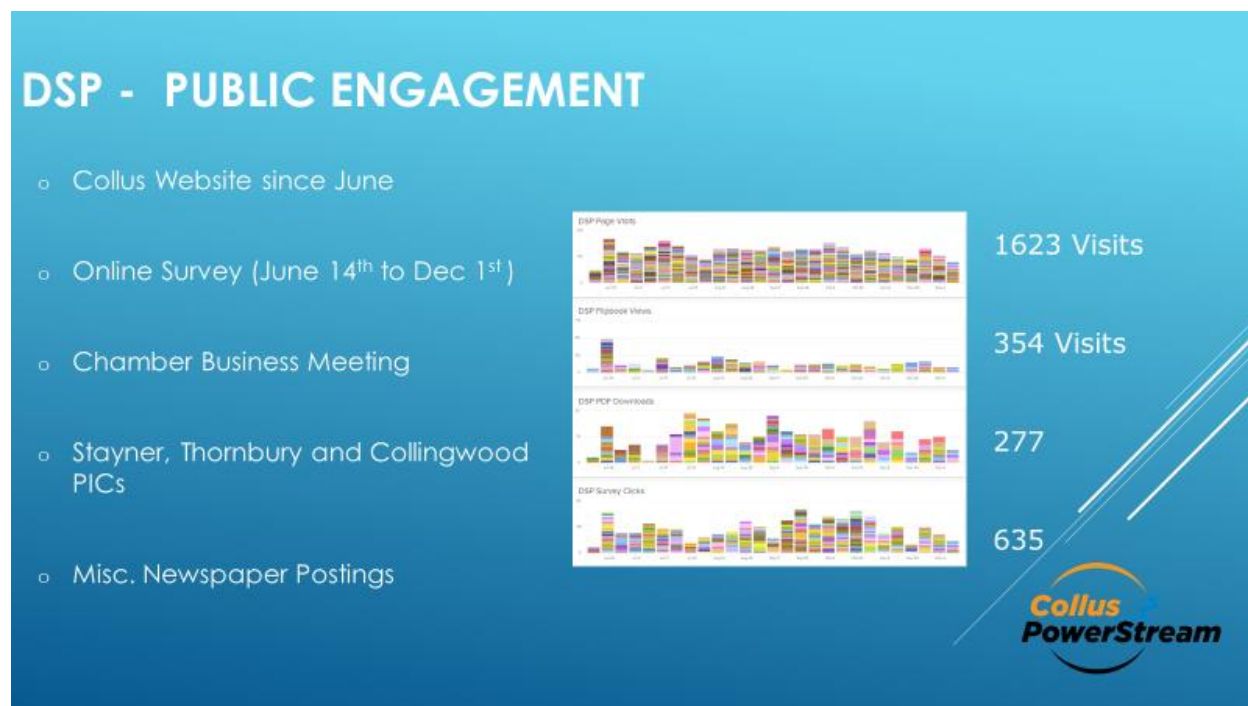 DSP - PUBLIC ENGAGEMENT
o Collus Website since June
o Online Survey (June 14th to Dec 1st)
o Chamber Business Meeting
o Stayner, Thornbury and Collingwood
PICs
o Misc. Newspaper Postings
DSP Page Visits
1623 Visits
DSP Flipbook Views
354 Visits
DSP PDF Downloads
277
DSP Survey Clicks
635
Collus
PowerStream